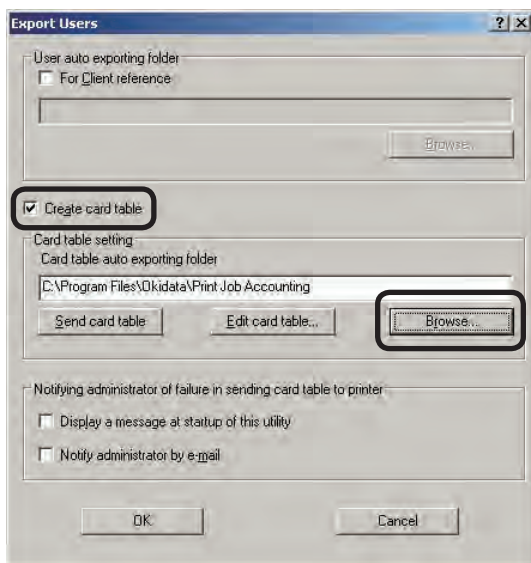 Export Users
User auto exporting folder
For Client reference
Browse...
Create card table
Card table setting
Card table auto exporting folder
C:\Program Files\Okidata\Print Job Accounting
Send card table Edit card table... Browse...
Notifying administrator of failure in sending card table to printer
Display a message at startup of this utility
Notify administrator by e-mail
OK Cancel